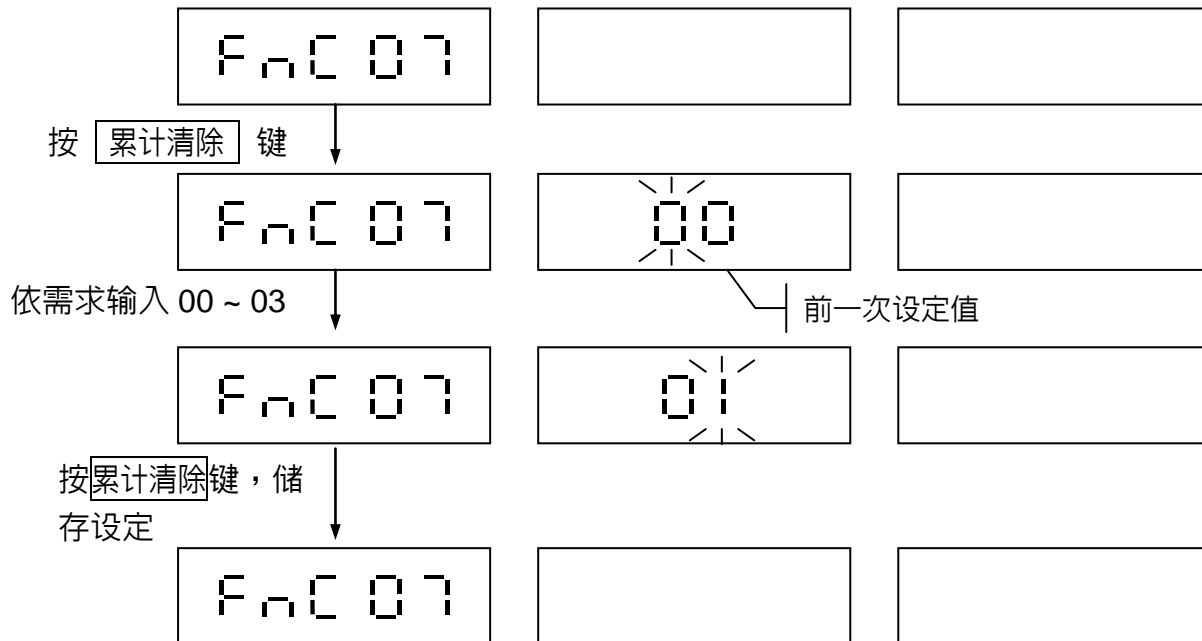 FnC 07
按 累计清除 键
FnC 07
00
依需求输入 00 ~ 03
前一次设定值
FnC 07
01
按累计清除键，储
存设定
FnC 07